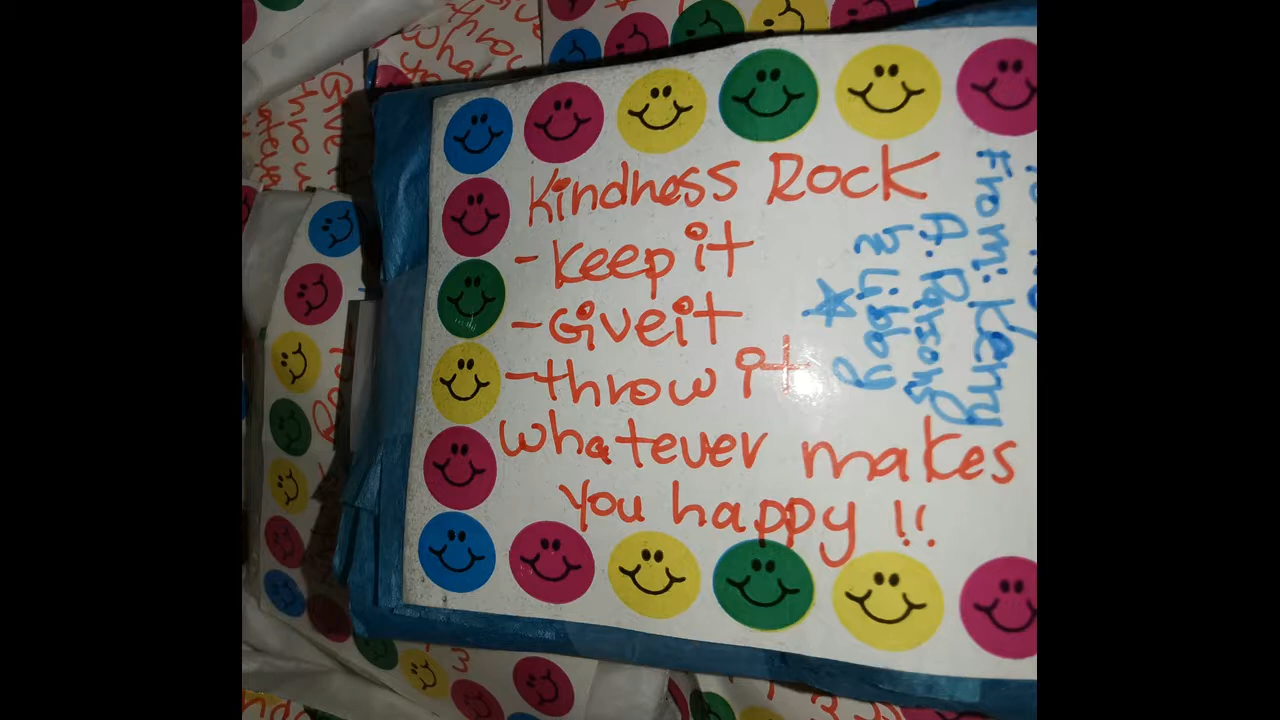 Kindness Rock
- Keep it
- Give it
- throw it
whatever makes
you happy !!
From: Kerry
A. Parsons
& Libby